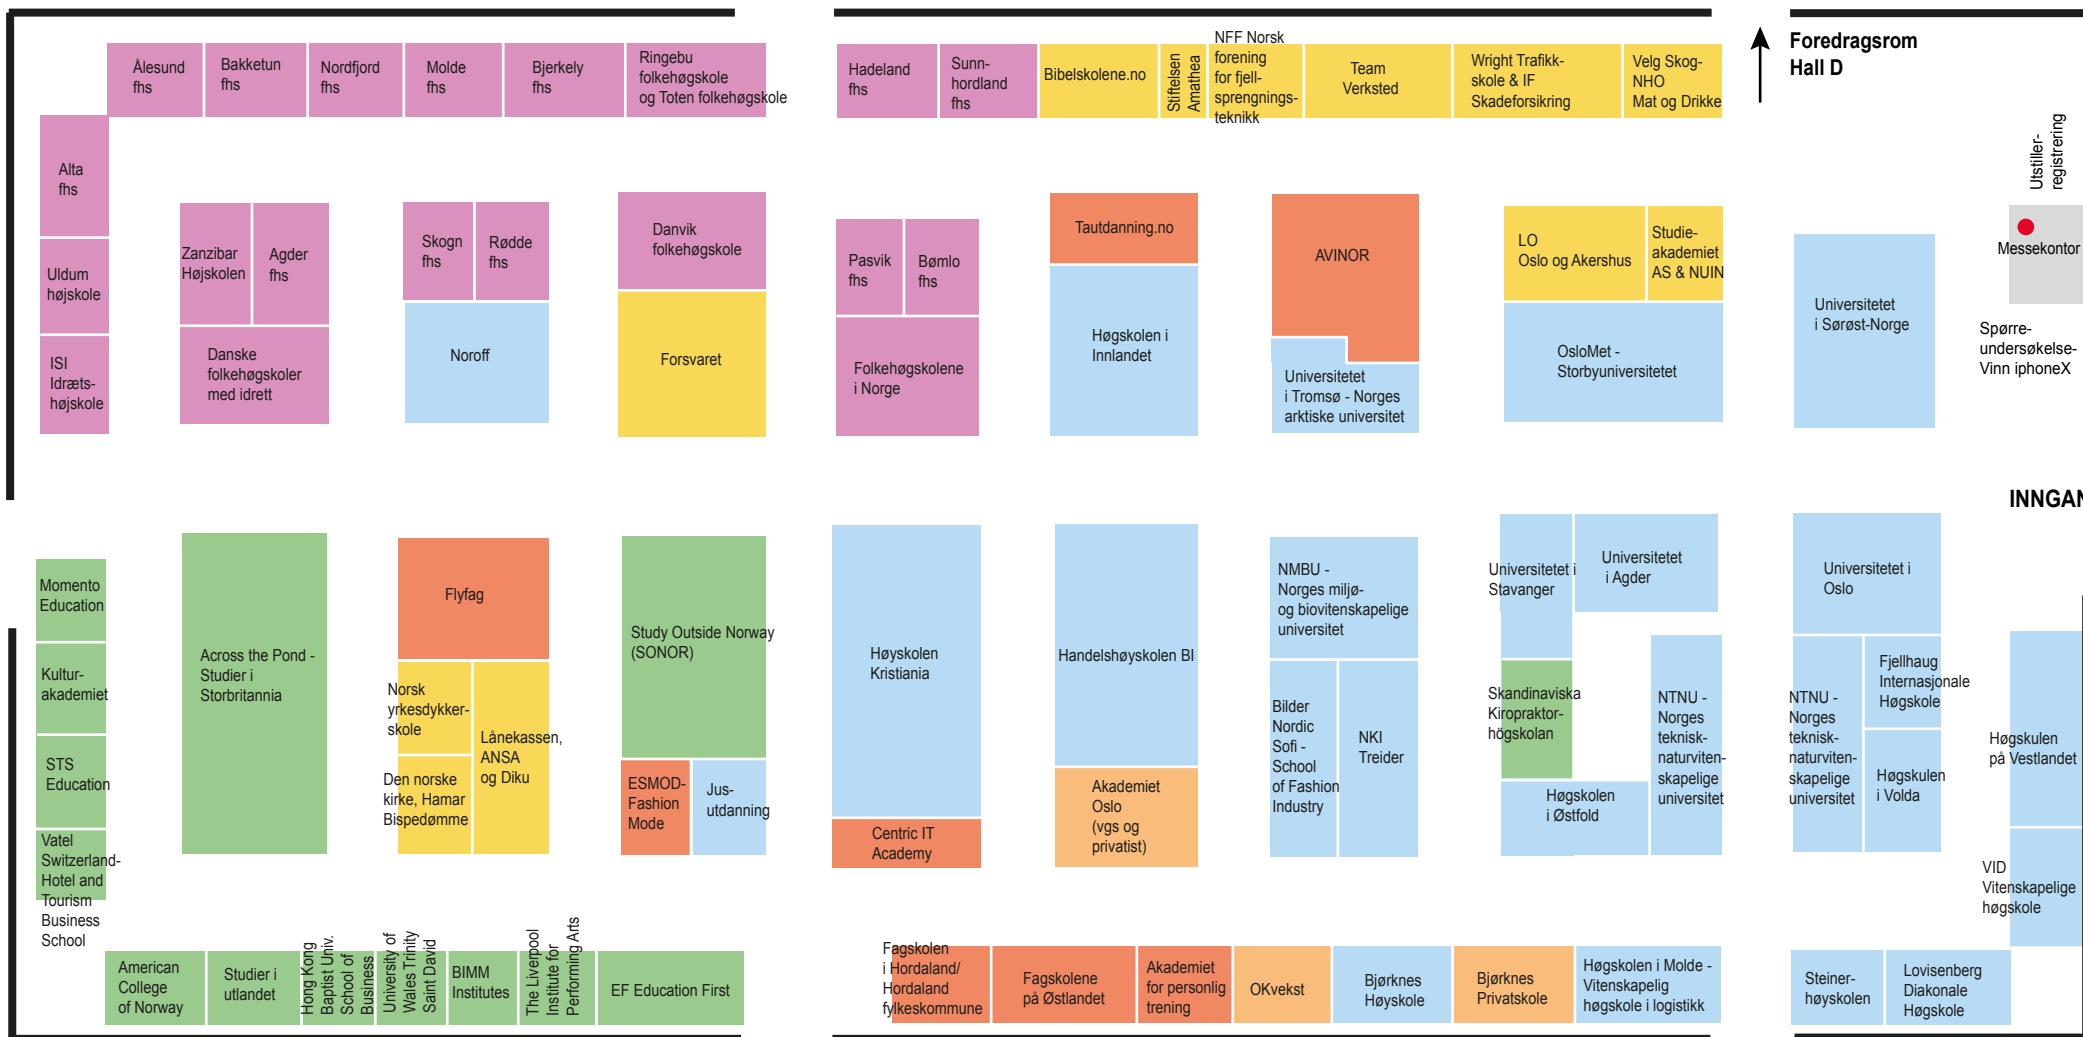 Ålesund
fhs
Bakketun
fhs
Nordfjord
fhs
Molde
fhs
Bjerkely
fhs
Ringebu
folkehøgskole
og Toten folkehøgskole
Hadeland
fhs
Sunn-
hordland
fhs
Bibelskolene.no
Stiftelsen
Amathea
NFF Norsk
forening
for fjell-
sprengnings-
teknikk
Team
Verksted
Wright Trafikk-
skole & IF
Skadeforsikring
Velg Skog-
NHO
Mat og Drikke
Foredragsrom
Hall D
Utstiller-
registrering
Messekontor
Spørre-
undersøkelse-
Vinn iphoneX
Alta
fhs
Uldum
højskole
ISI
Idræts-
højskole
Zanzibar
Højskolen
Agder
fhs
Danske
folkehøgskoler
med idrett
Skogn
fhs
Rødde
fhs
Noroff
Danvik
folkehøgskole
Forsvaret
Pasvik
fhs
Bømlo
fhs
Folkehøgskolene
i Norge
Tautdanning.no
Høgskolen i
Innlandet
AVINOR
Universitetet
i Tromsø - Norges
arktiske universitet
LO
Oslo og Akershus
Studie-
akademiet
AS & NUIN
OsloMet -
Storbyuniversitetet
Universitetet
i Sørøst-Norge
INNGAN
Momento
Education
Kultur-
akademiet
STS
Education
Vatel
Switzerland-
Hotel and
Tourism
Business
School
Across the Pond -
Studier i
Storbritannia
Flyfag
Norsk
yrkesdykker-
skole
Den norske
kirke, Hamar
Bispedømme
Lånekassen,
ANSA
og Diku
Study Outside Norway
(SONOR)
ESMOD-
Fashion
Mode
Jus-
utdanning
Høyskolen
Kristiania
Centric IT
Academy
Handelshøyskolen BI
Akademiet
Oslo
(vgs og
privatist)
NMBU -
Norges miljø-
og biovitenskapelige
universitet
Bilder
Nordic
Sofi -
School
of Fashion
Industry
NKI
Treider
Universitetet i
Stavanger
Universitetet
i Agder
Skandinaviska
Kiropraktor-
högskolan
Høgskolen
i Østfold
NTNU -
Norges
teknisk-
naturviten-
skapelige
universitet
Universitetet i
Oslo
NTNU -
Norges
teknisk-
naturviten-
skapelige
universitet
Fjellhaug
Internasjonale
Høgskole
Høgskulen
i Volda
Høgskulen
på Vestlandet
VID
Vitenskapelige
høgskole
American
College
of Norway
Studier i
utlandet
Hong Kong
Baptist Univ.
School of
Business
University of
Wales Trinity
Saint David
BIMM
Institutes
The Liverpool
Institute for
Performing Arts
EF Education First
Fagskolen
i Hordaland/
Hordaland
fylkeskommune
Fagskolene
på Østlandet
Akademiet
for personlig
trening
OKvekst
Bjørknes
Høyskole
Bjørknes
Privatskole
Høgskolen i Molde -
Vitenskapelig
høgskole i logistikk
Steiner-
høyskolen
Lovisenberg
Diakonale
Høgskole